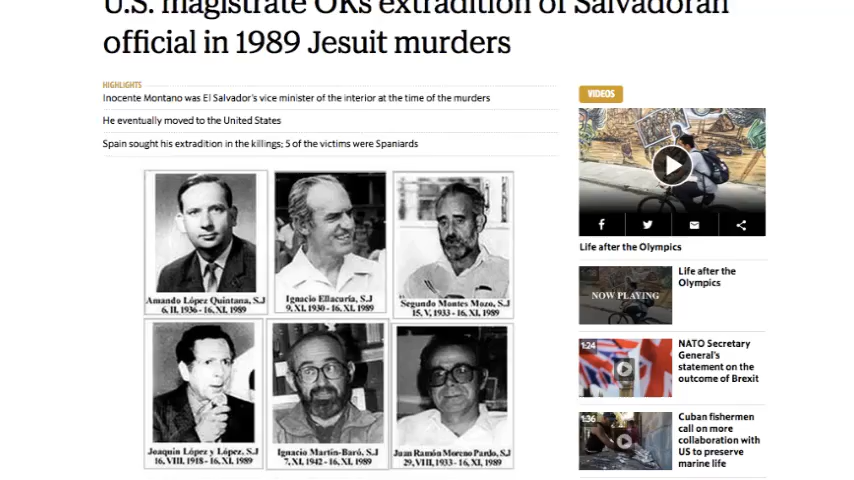 U.S. magistrate OKs extradition of Salvadoran
official in 1989 Jesuit murders
HIGHLIGHTS
Inocente Montano was El Salvador's vice minister of the interior at the time of the murders
He eventually moved to the United States
Spain sought his extradition in the killings; 5 of the victims were Spaniards
Amando López Quintana, S.J
6, II, 1936 - 16, XI, 1989
Ignacio Ellacuría, S.J
9, XI, 1930 - 16, XI, 1989
Segundo Montes Mozo, S.J
15, V, 1933 - 16, XI, 1989
Joaquin López y López, S.J
16, VIII, 1918 - 16, XI, 1989
Ignacio Martín-Baró, S.J
7, XI, 1942 - 16, XI, 1989
Juan Ramón Moreno Pardo, S.J
29, VIII, 1933 - 16, XI, 1989
VIDEOS
Life after the Olympics
NOW PLAYING
Life after the
Olympics
1:24
NATO Secretary
General's
statement on the
outcome of Brexit
1:36
Cuban fishermen
call on more
collaboration with
US to preserve
marine life